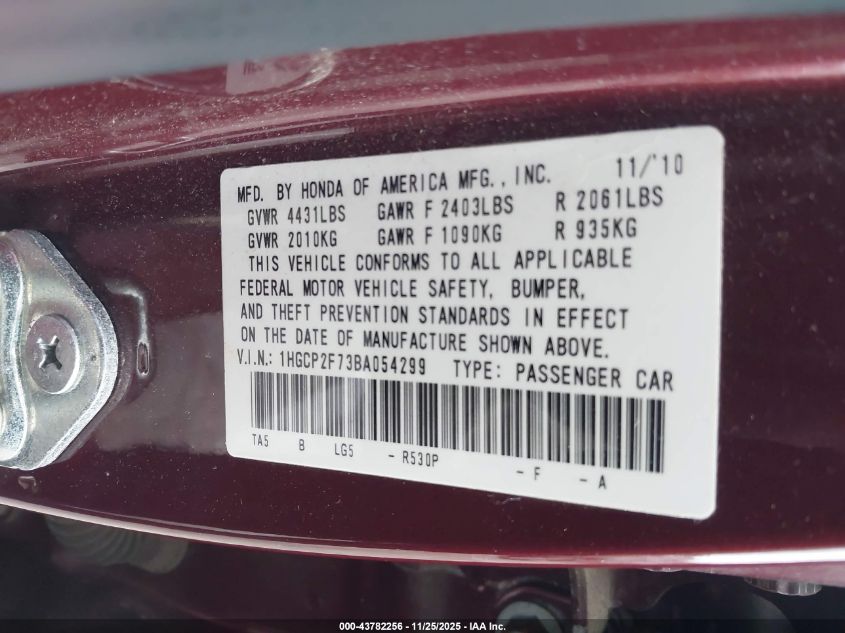 MFD. BY HONDA OF AMERICA MFG., INC. 11/'10
GVWR 4431LBS GAWR F 2403LBS R 2061LBS
GVWR 2010KG GAWR F 1090KG R 935KG
THIS VEHICLE CONFORMS TO ALL APPLICABLE
FEDERAL MOTOR VEHICLE SAFETY, BUMPER,
AND THEFT PREVENTION STANDARDS IN EFFECT
ON THE DATE OF MANUFACTURE SHOWN ABOVE.
V.I.N.: 1HGCP2F73BA054299 TYPE: PASSENGER CAR
TA5 B LG5 - R530P - F - A
000-43782256 - 11/25/2025 - IAA Inc.